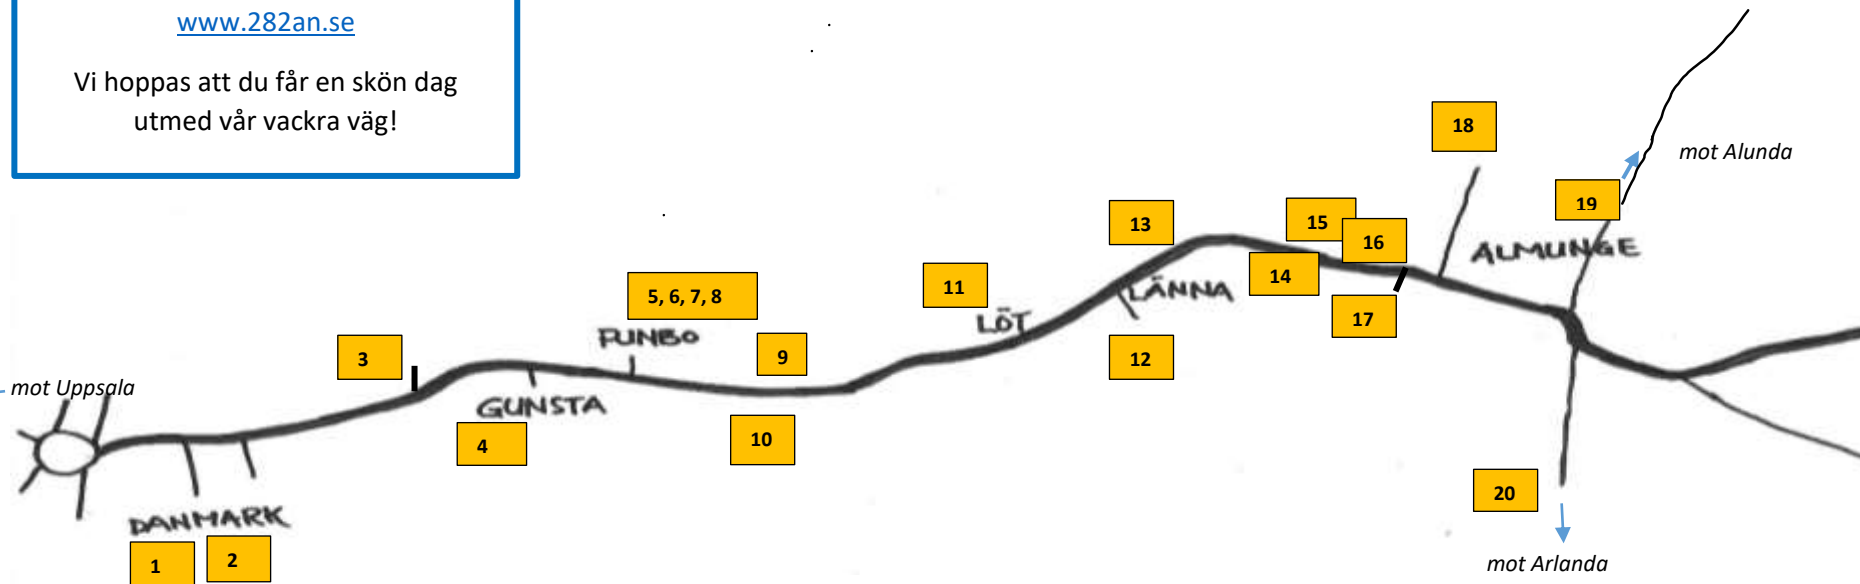 www.282an.se
Vi hoppas att du får en skön dag
utmed vår vackra väg!
18
mot Alunda
19
13
15
16
ALMUNGE
14
5, 6, 7, 8
11
LÄNNA
17
LÖT
FUNBO
9
3
12
mot Uppsala
GUNSTA
4
10
20
DANMARK
1
2
mot Arlanda